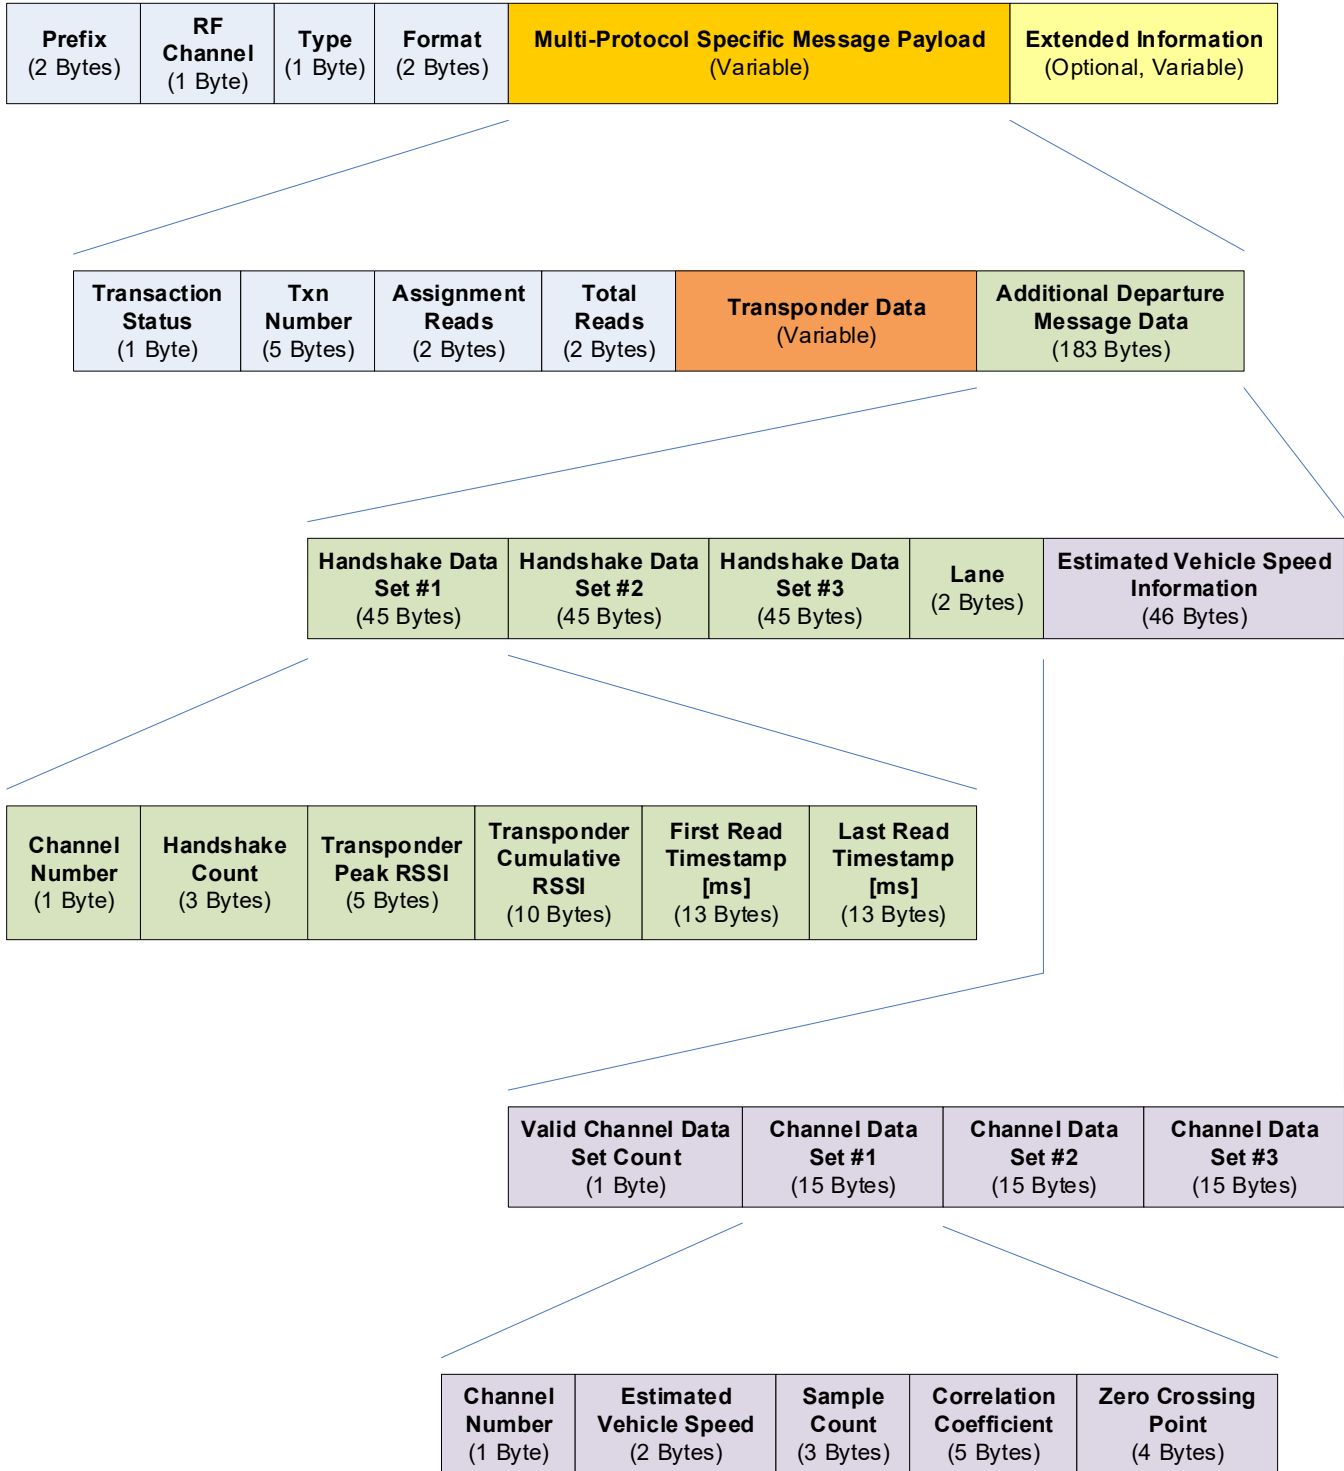 Prefix
(2 Bytes)
RF
Channel
(1 Byte)
Type
(1 Byte)
Format
(2 Bytes)
Multi-Protocol Specific Message Payload
(Variable)
Extended Information
(Optional, Variable)
Transaction
Status
(1 Byte)
Txn
Number
(5 Bytes)
Assignment
Reads
(2 Bytes)
Total
Reads
(2 Bytes)
Transponder Data
(Variable)
Additional Departure
Message Data
(183 Bytes)
Handshake Data
Set #1
(45 Bytes)
Handshake Data
Set #2
(45 Bytes)
Handshake Data
Set #3
(45 Bytes)
Lane
(2 Bytes)
Estimated Vehicle Speed
Information
(46 Bytes)
Channel
Number
(1 Byte)
Handshake
Count
(3 Bytes)
Transponder
Peak RSSI
(5 Bytes)
Transponder
Cumulative
RSSI
(10 Bytes)
First Read
Timestamp
[ms]
(13 Bytes)
Last Read
Timestamp
[ms]
(13 Bytes)
Valid Channel Data
Set Count
(1 Byte)
Channel Data
Set #1
(15 Bytes)
Channel Data
Set #2
(15 Bytes)
Channel Data
Set #3
(15 Bytes)
Channel
Number
(1 Byte)
Estimated
Vehicle Speed
(2 Bytes)
Sample
Count
(3 Bytes)
Correlation
Coefficient
(5 Bytes)
Zero Crossing
Point
(4 Bytes)